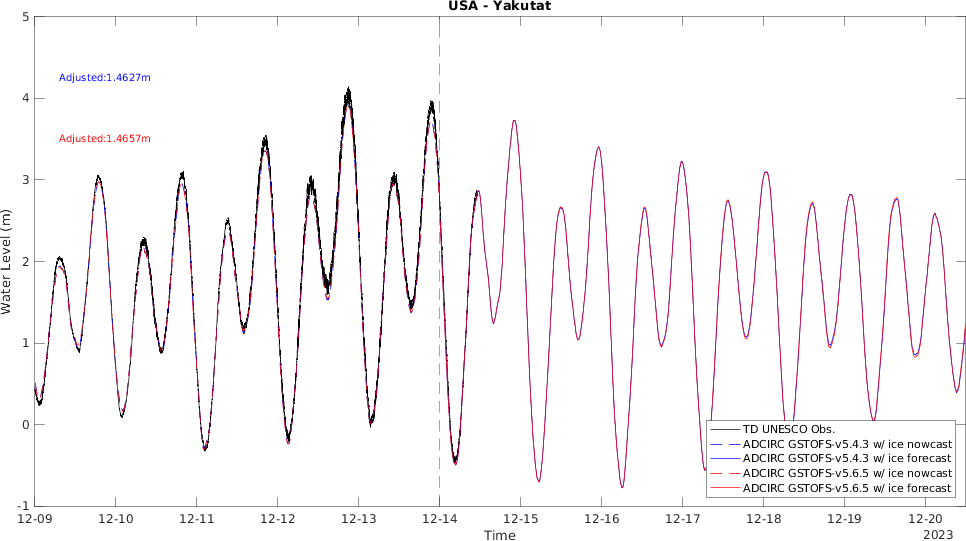 USA - Yakutat
5
4
3
2
1
0
-1
Water Level (m)
Adjusted:1.4627m
Adjusted:1.4657m
TD UNESCO Obs.
ADCIRC GSTOFS-v5.4.3 w/ ice nowcast
ADCIRC GSTOFS-v5.4.3 w/ ice forecast
ADCIRC GSTOFS-v5.6.5 w/ ice nowcast
ADCIRC GSTOFS-v5.6.5 w/ ice forecast
12-09 12-10 12-11 12-12 12-13 12-14 12-15 12-16 12-17 12-18 12-19 12-20
Time 2023